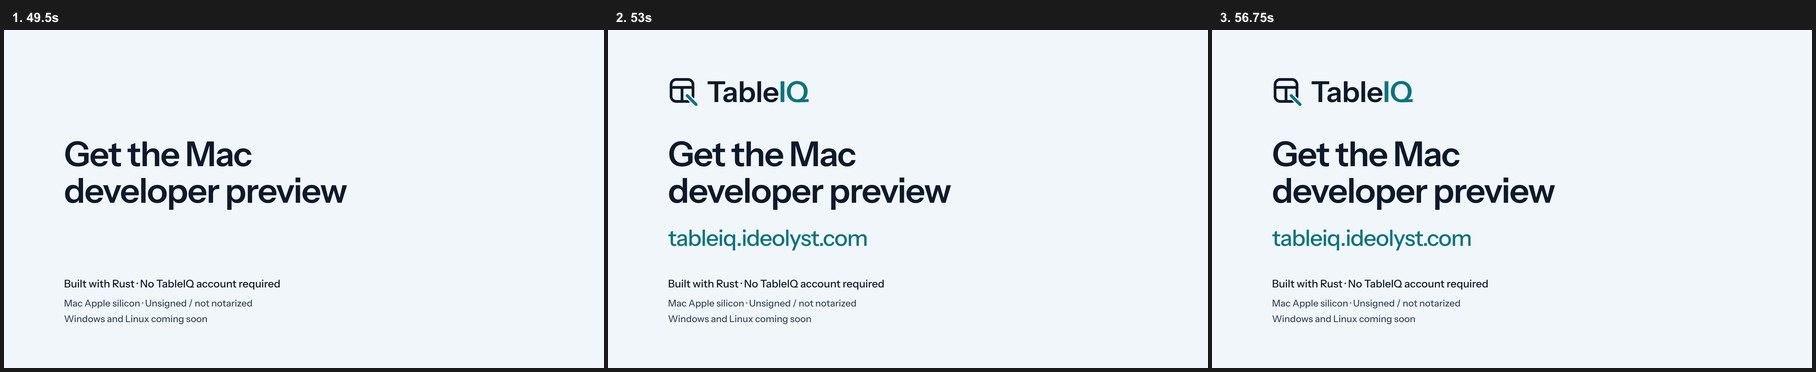 1. 49.5s
Get the Mac
developer preview
Built with Rust · No TableIQ account required
Mac Apple silicon · Unsigned / not notarized
Windows and Linux coming soon
2. 53s
TableIQ
Get the Mac
developer preview
tableiq.ideolyst.com
Built with Rust · No TableIQ account required
Mac Apple silicon · Unsigned / not notarized
Windows and Linux coming soon
3. 56.75s
TableIQ
Get the Mac
developer preview
tableiq.ideolyst.com
Built with Rust · No TableIQ account required
Mac Apple silicon · Unsigned / not notarized
Windows and Linux coming soon